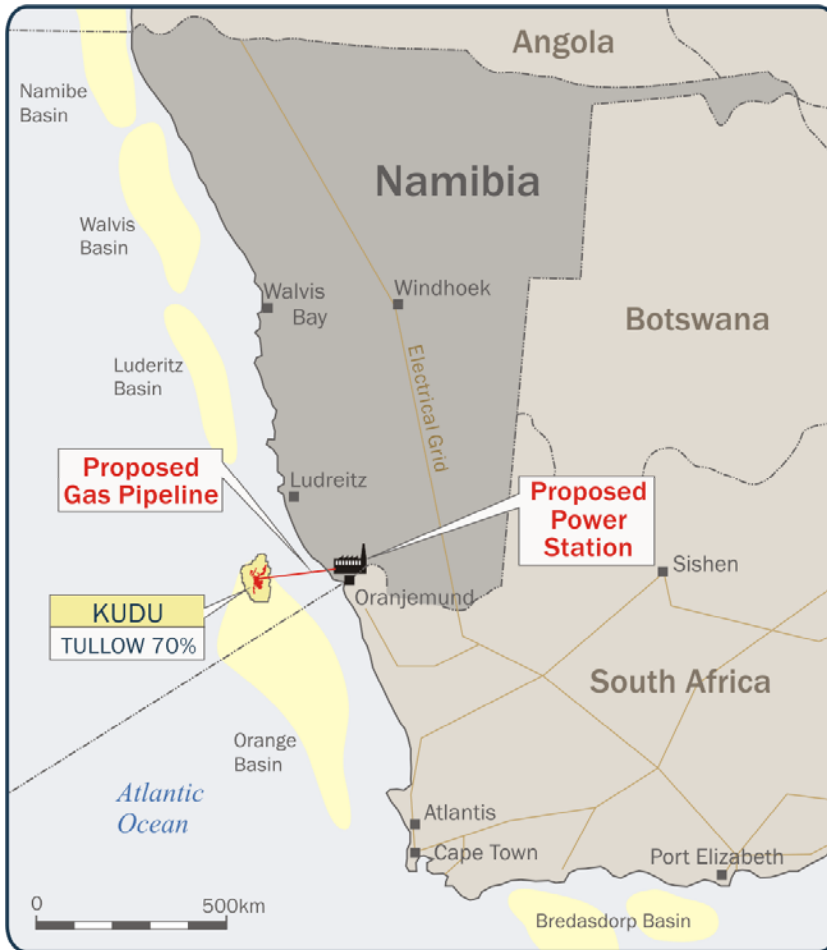 Angola
Namibe
Basin
Namibia
Walvis
Basin
Walvis
Bay
Windhoek
Botswana
Luderitz
Basin
Electrical Grid
Proposed
Gas Pipeline
Ludreitz
Proposed
Power
Station
Sishen
KUDU
TULLOW 70%
Oranjemund
South Africa
Orange
Basin
Atlantic
Ocean
Atlantis
Cape Town
Port Elizabeth
0 500km
Bredasdorp Basin